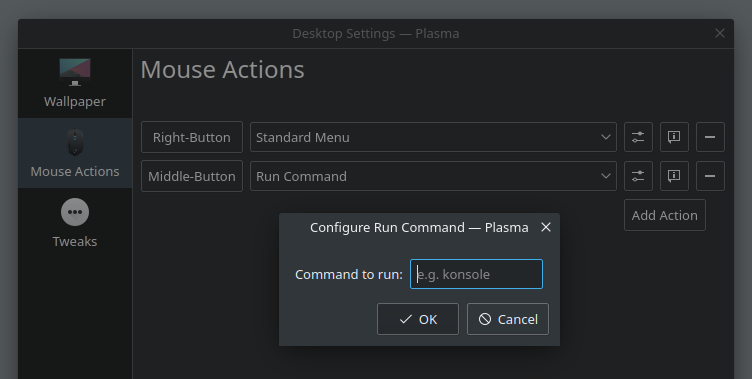 Desktop Settings — Plasma
Wallpaper
Mouse Actions
Tweaks
Mouse Actions
Right-Button Standard Menu
Middle-Button Run Command
Add Action
Configure Run Command — Plasma
Command to run: e.g. konsole
OK Cancel